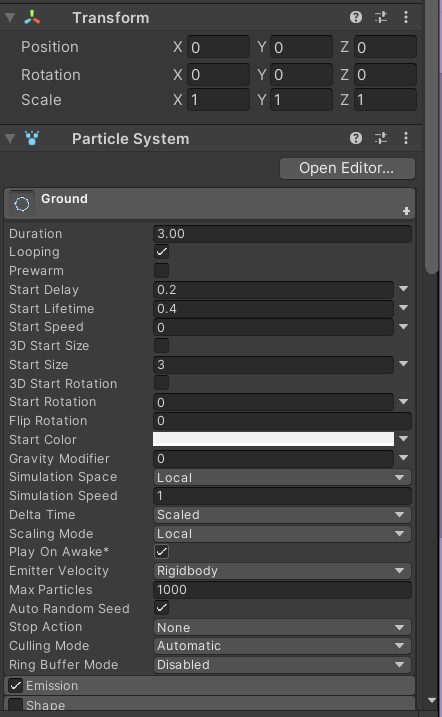 Transform
Position X 0 Y 0 Z 0
Rotation X 0 Y 0 Z 0
Scale X 1 Y 1 Z 1
Particle System
Open Editor...
Ground
+
Duration 3.00
Looping
Prewarm
Start Delay 0.2
Start Lifetime 0.4
Start Speed 0
3D Start Size
Start Size 3
3D Start Rotation
Start Rotation 0
Flip Rotation 0
Start Color
Gravity Modifier 0
Simulation Space Local
Simulation Speed 1
Delta Time Scaled
Scaling Mode Local
Play On Awake*
Emitter Velocity Rigidbody
Max Particles 1000
Auto Random Seed
Stop Action None
Culling Mode Automatic
Ring Buffer Mode Disabled
Emission
Shape